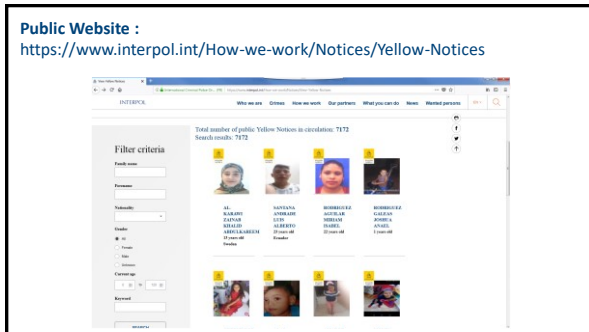 Public Website :
https://www.interpol.int/How-we-work/Notices/Yellow-Notices
INTERPOL
Who we are
Crimes
How we work
Our partners
What you can do
News
Wanted persons
Total number of public Yellow Notices in circulation: 7172
Search results: 7172
Filter criteria
Family name
Forename
Nationality
Gender
All
Female
Male
Unknown
Current age
Keyword
SEARCH
AL
KARAWI
ZAINAB
KHALID
ABDULKAREEM
15 years old
Sweden
SANTANA
ANDRADE
LUIS
ALBERTO
Ecuador
RODRIGUEZ
AGUILAR
MIRIAM
ISABEL
22 years old
RODRIGUEZ
GALEAS
JOSHUA
ANAEL